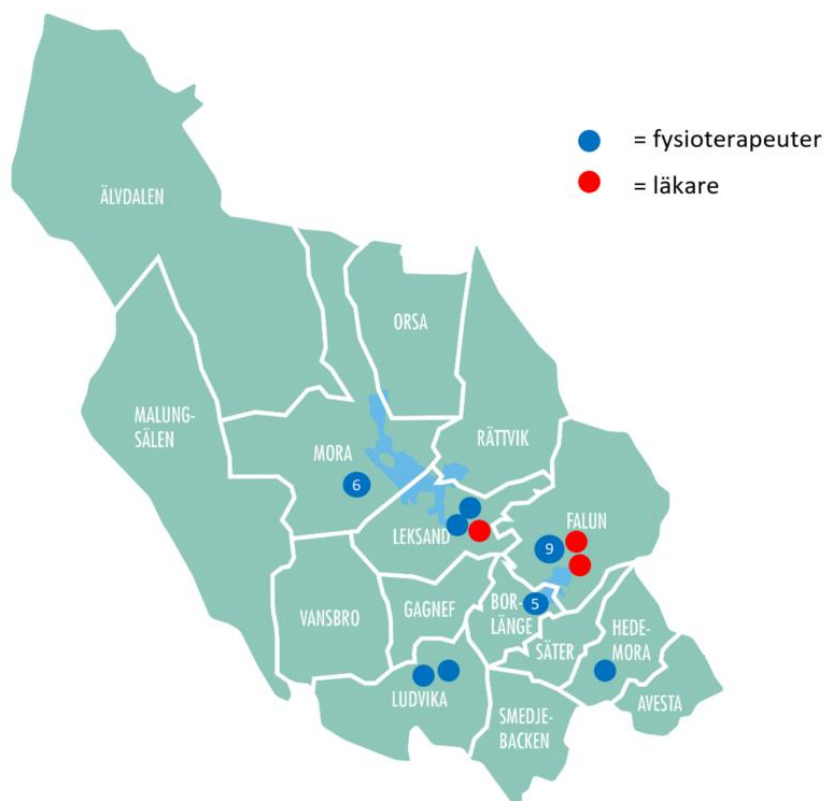 = fysioterapeuter
= läkare
ÄLVDALEN
ORSA
MALUNG-
SÄLEN
RÄTTVIK
MORA
6
LEKSAND
FALUN
9
VANSBRO
GAGNEF
BOR-
LÄNGE
5
SÄTER
HEDE-
MORA
LUDVIKA
SMEDJE-
BACKEN
AVESTA